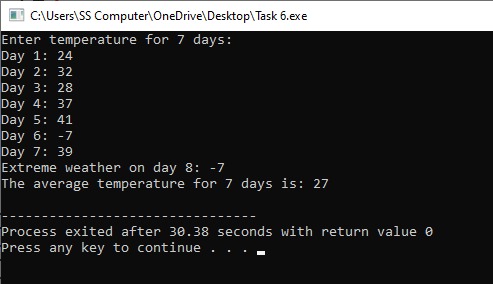 C:\Users\SS Computer\OneDrive\Desktop\Task 6.exe
Enter temperature for 7 days:
Day 1: 24
Day 2: 32
Day 3: 28
Day 4: 37
Day 5: 41
Day 6: -7
Day 7: 39
Extreme weather on day 8: -7
The average temperature for 7 days is: 27
--------------------------------
Process exited after 30.38 seconds with return value 0
Press any key to continue . . .